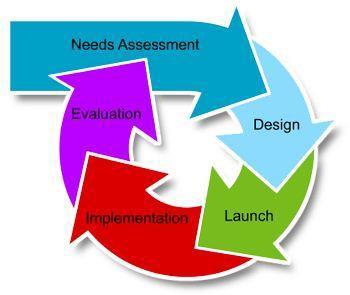 Needs Assessment
Design
Launch
Implementation
Evaluation